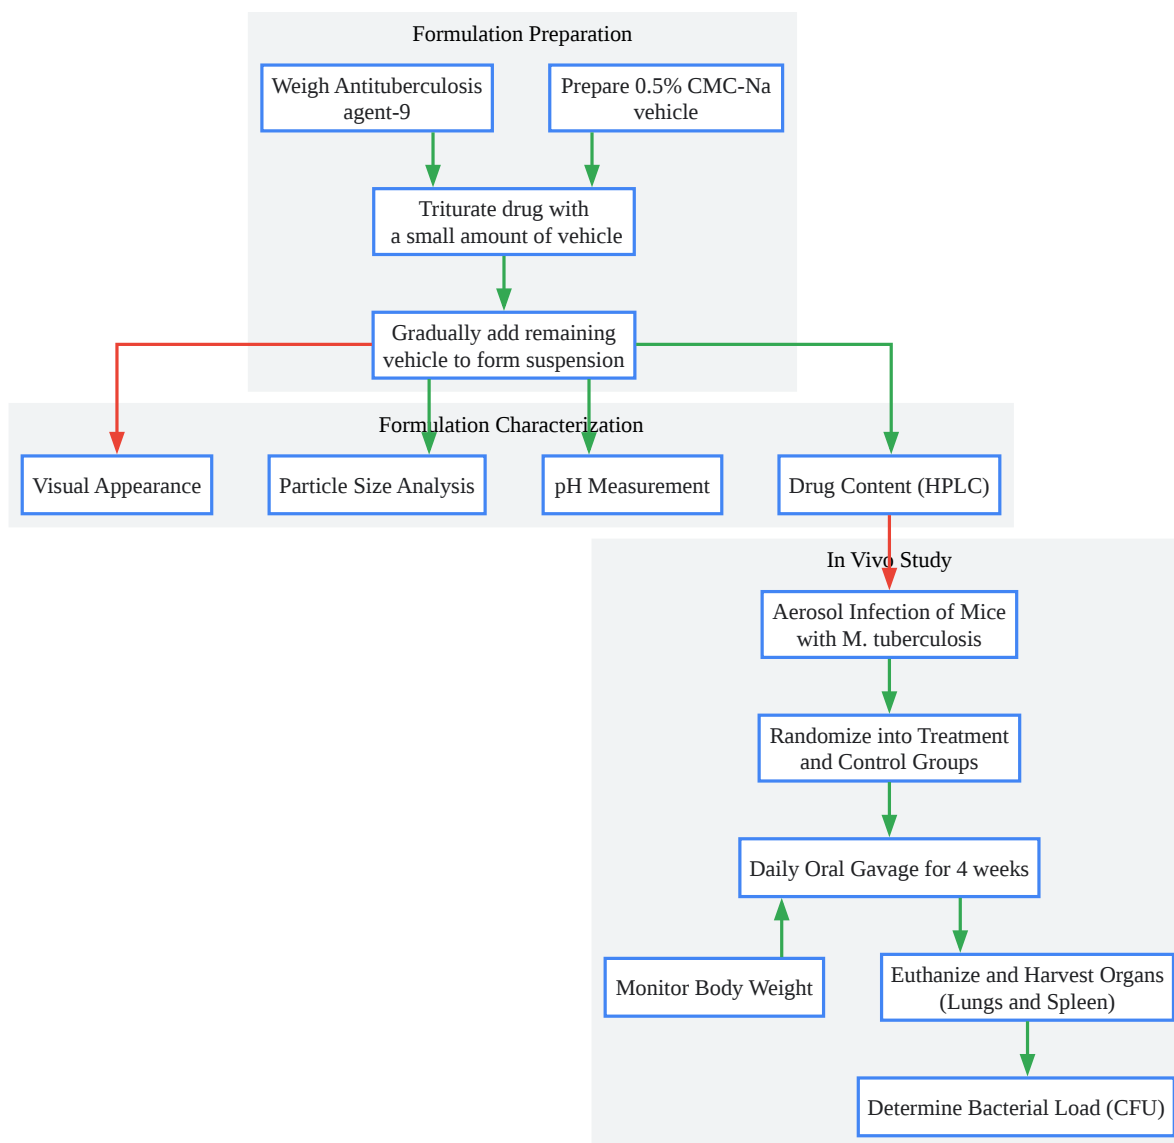 Formulation Preparation
Weigh Antituberculosis
agent-9
Prepare 0.5% CMC-Na
vehicle
Triturate drug with
a small amount of vehicle
Gradually add remaining
vehicle to form suspension
Formulation Characterization
Visual Appearance
Particle Size Analysis
pH Measurement
Drug Content (HPLC)
In Vivo Study
Aerosol Infection of Mice
with M. tuberculosis
Randomize into Treatment
and Control Groups
Daily Oral Gavage for 4 weeks
Monitor Body Weight
Euthanize and Harvest Organs
(Lungs and Spleen)
Determine Bacterial Load (CFU)